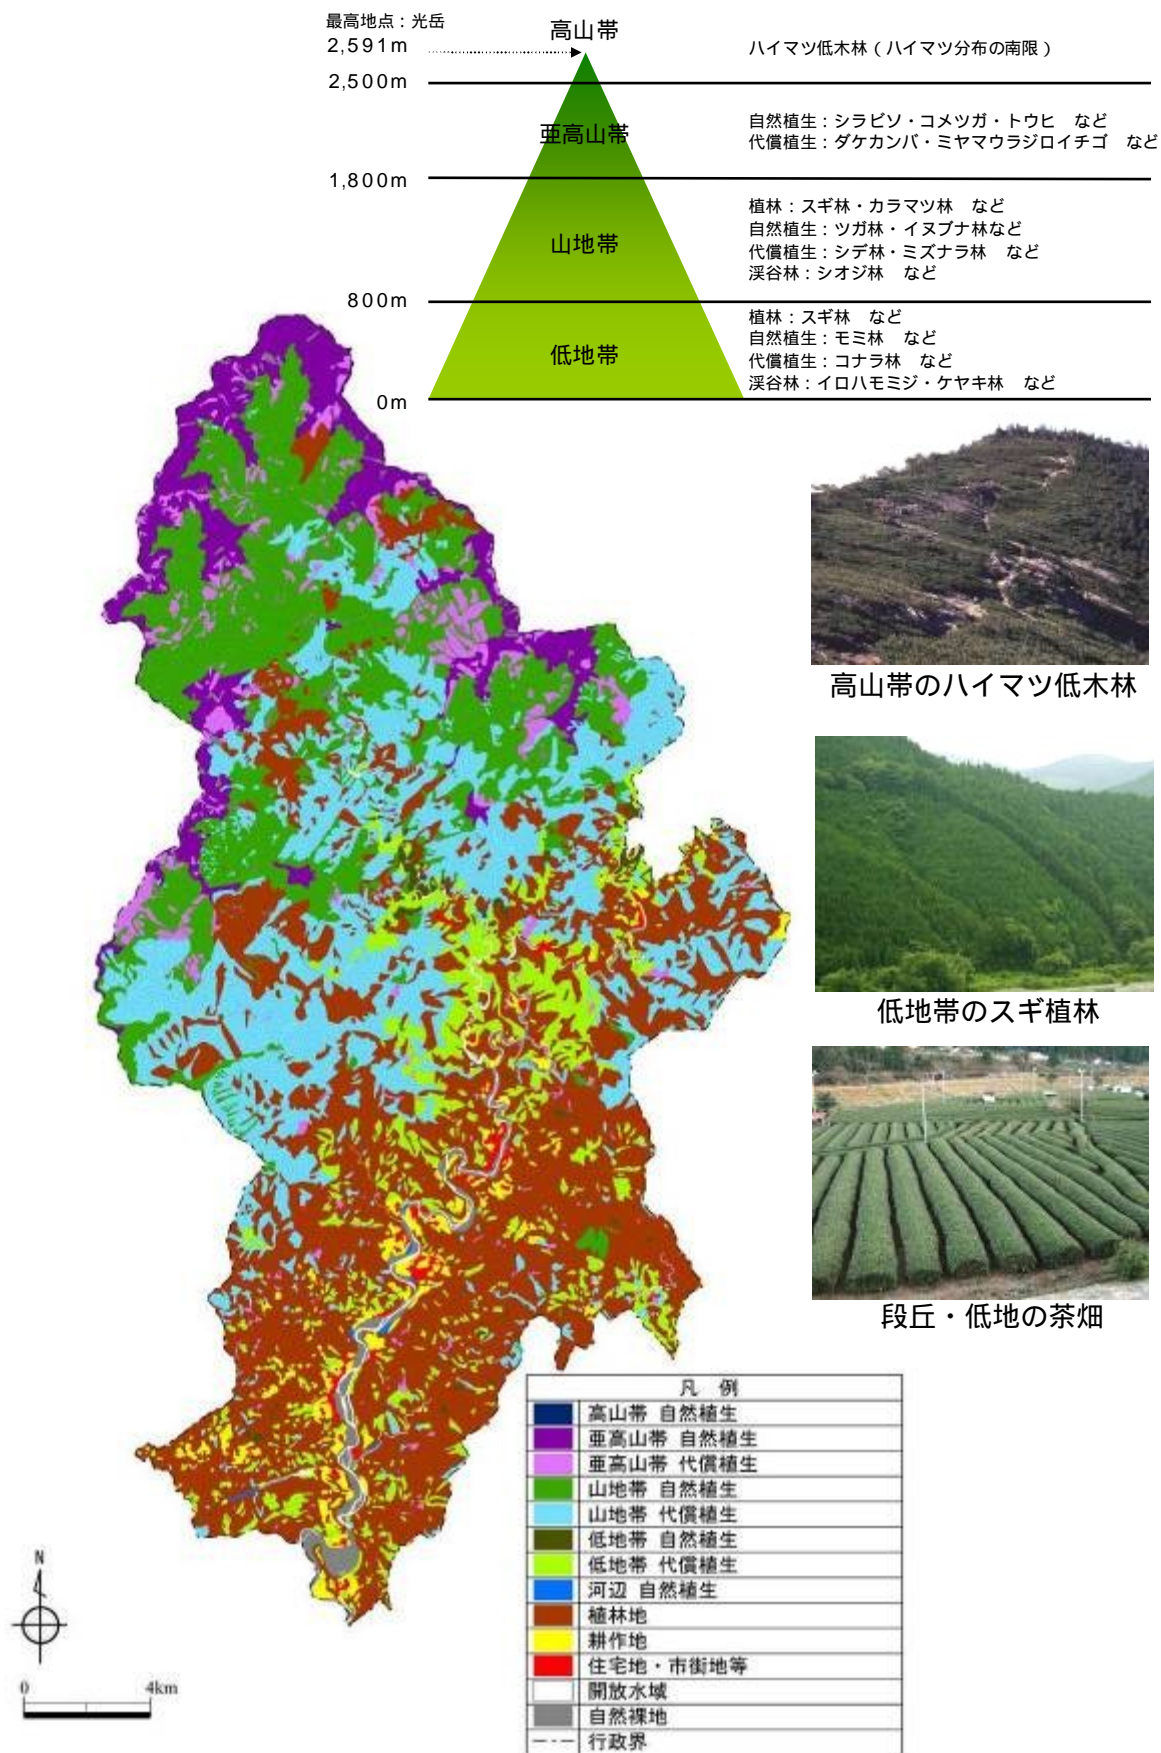 最高地点：光岳
2,591m
高山帯
ハイマツ低木林（ハイマツ分布の南限）
2,500m
亜高山帯
自然植生：シラビソ・コメツガ・トウヒ　など
代償植生：ダケカンバ・ミヤマウラジロイチゴ　など
1,800m
山地帯
植林：スギ林・カラマツ林　など
自然植生：ツガ林・イヌブナ林など
代償植生：シデ林・ミズナラ林　など
渓谷林：シオジ林　など
800m
低地帯
植林：スギ林　など
自然植生：モミ林　など
代償植生：コナラ林　など
渓谷林：イロハモミジ・ケヤキ林　など
0m
高山帯のハイマツ低木林
低地帯のスギ植林
段丘・低地の茶畑
凡　例
高山帯 自然植生
亜高山帯 自然植生
亜高山帯 代償植生
山地帯 自然植生
山地帯 代償植生
低地帯 自然植生
低地帯 代償植生
河辺 自然植生
植林地
耕作地
住宅地・市街地等
開放水域
自然裸地
行政界
N
0 4km